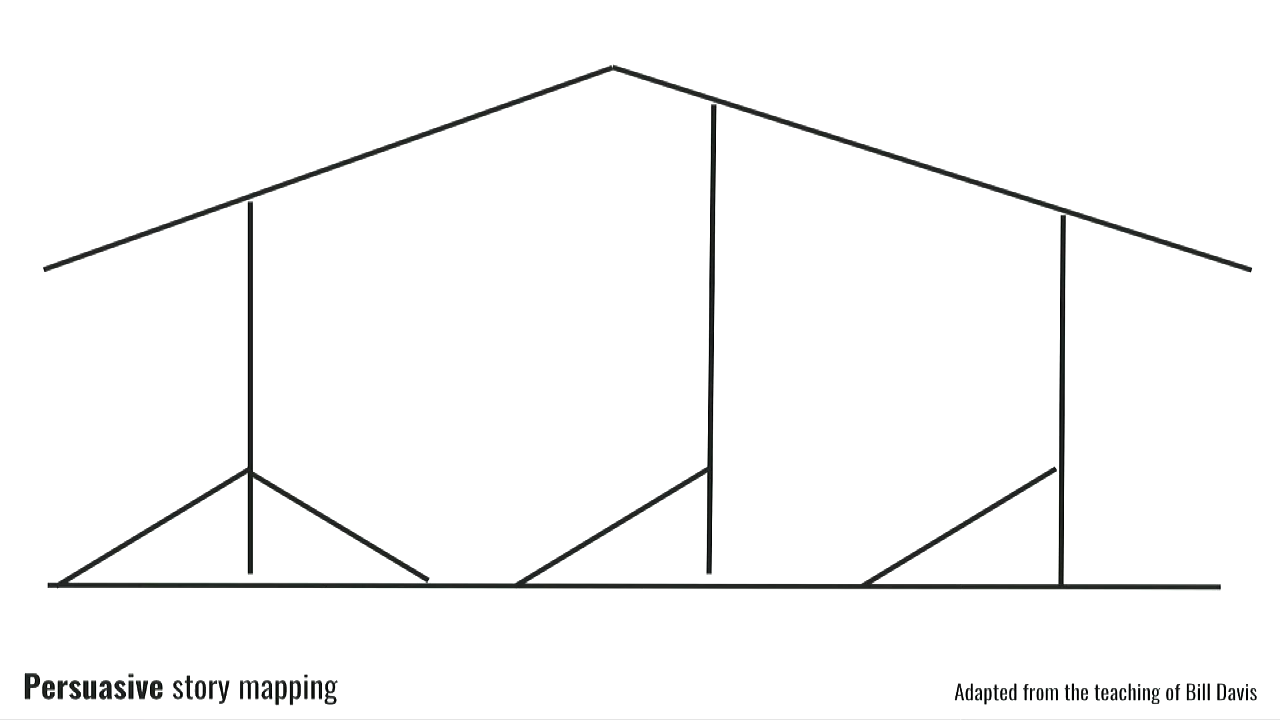 Persuasive story mapping
Adapted from the teaching of Bill Davis